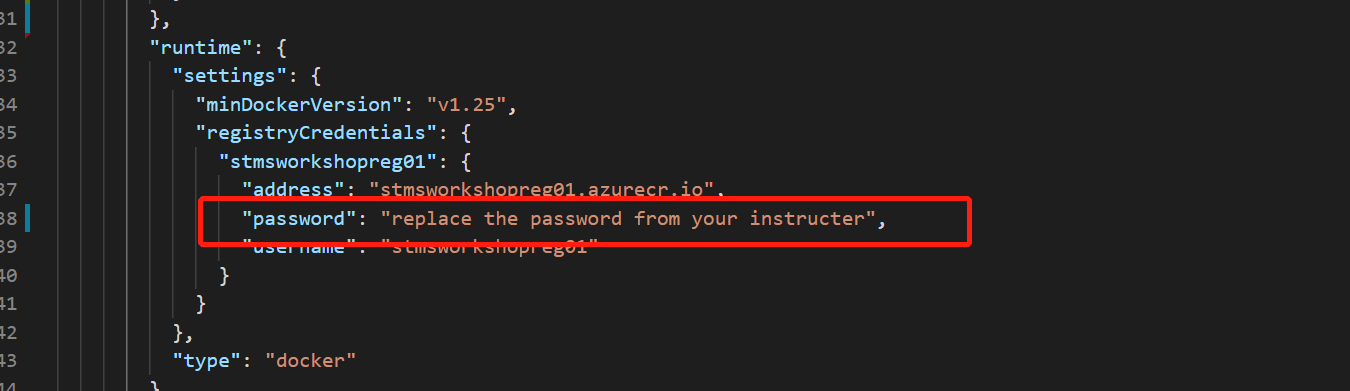 31 },
32 "runtime": {
33 "settings": {
34 "minDockerVersion": "v1.25",
35 "registryCredentials": {
36 "stmsworkshopreg01": {
37 "address": "stmsworkshopreg01.azurecr.io",
38 "password": "replace the password from your instructer",
39 "username": "stmsworkshopreg01"
40 }
41 }
42 },
43 "type": "docker"
44 }